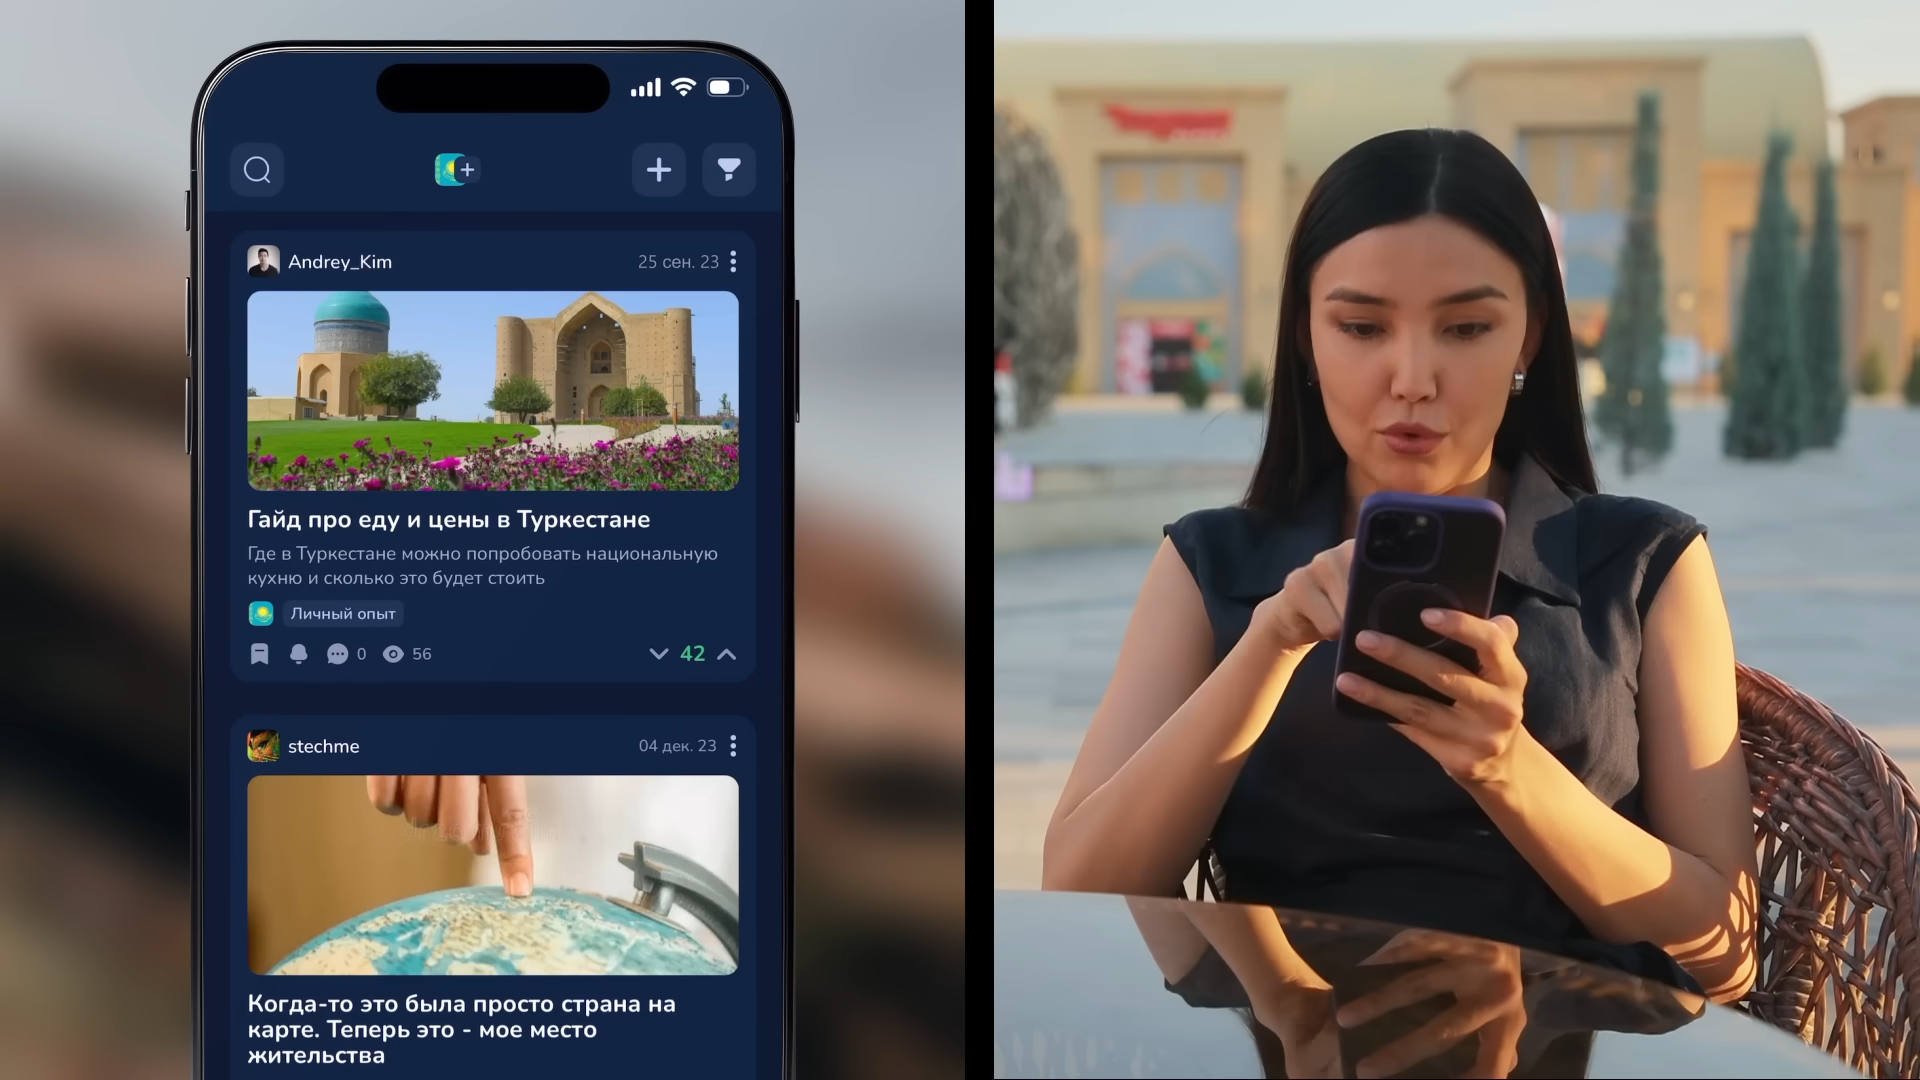 Andrey_Kim
25 сен. 23
Гайд про еду и цены в Туркестане
Где в Туркестане можно попробовать национальную
кухню и сколько это будет стоить
Личный опыт
0
56
42
stechme
04 дек. 23
Когда-то это была просто страна на
карте. Теперь это - мое место
жительства